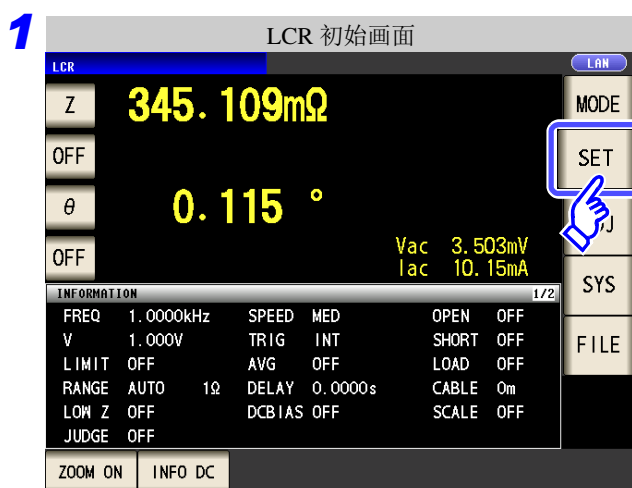 1
LCR 初始画面
LCR
LAN
Z 345.109mΩ
MODE
OFF
SET
θ 0.115 °
OFF
Vac 3.503mV
Iac 10.15mA
SYS
INFORMATION 1/2
FREQ 1.0000kHz SPEED MED OPEN OFF
V 1.000V TRIG INT SHORT OFF
FILE
LIMIT OFF AVG OFF LOAD OFF
RANGE AUTO 1Ω DELAY 0.0000s CABLE 0m
LOW Z OFF DCBIAS OFF SCALE OFF
JUDGE OFF
ZOOM ON INFO DC